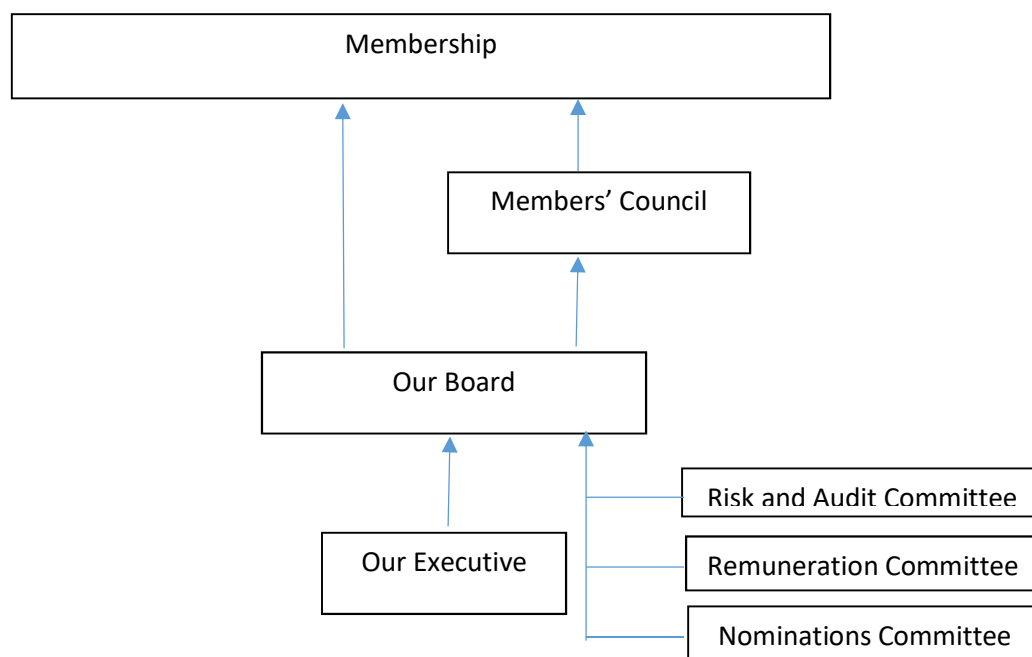 Membership
Members’ Council
Our Board
Risk and Audit Committee
Our Executive
Remuneration Committee
Nominations Committee